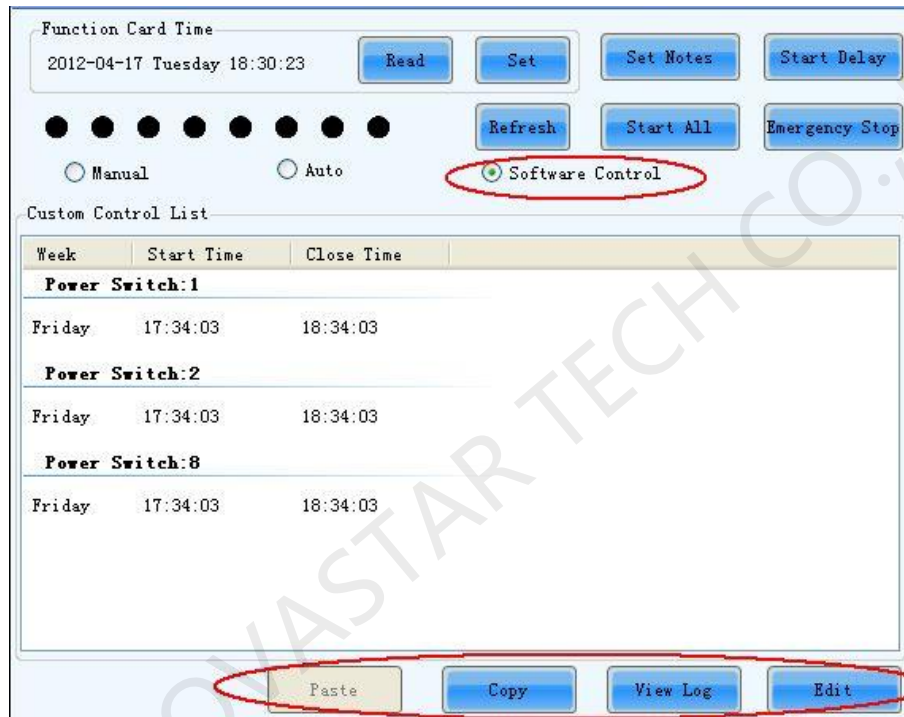 Function Card Time
2012-04-17 Tuesday 18:30:23 Read Set Set Notes Start Delay
Refresh Start All Emergency Stop
Manual Auto Software Control
Custom Control List
Week Start Time Close Time
Power Switch:1
Friday 17:34:03 18:34:03
Power Switch:2
Friday 17:34:03 18:34:03
Power Switch:8
Friday 17:34:03 18:34:03
Paste Copy View Log Edit
OVASTAR TECH CO.